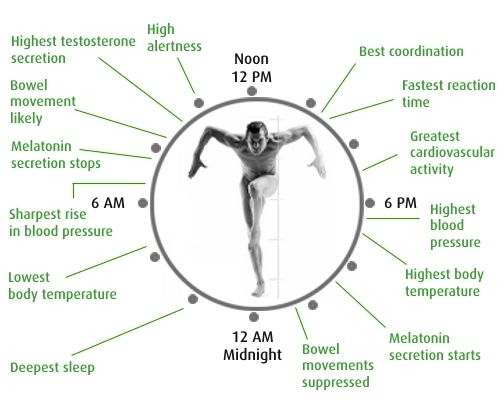 High
alertness
Highest testosterone
secretion
Noon
12 PM
Best coordination
Bowel
movement
likely
Fastest reaction
time
Melatonin
secretion stops
Greatest
cardiovascular
activity
6 AM
6 PM
Sharpest rise
in blood pressure
Highest
blood
pressure
Lowest
body temperature
Highest body
temperature
12 AM
Midnight
Melatonin
secretion starts
Bowel
movements
suppressed
Deepest sleep